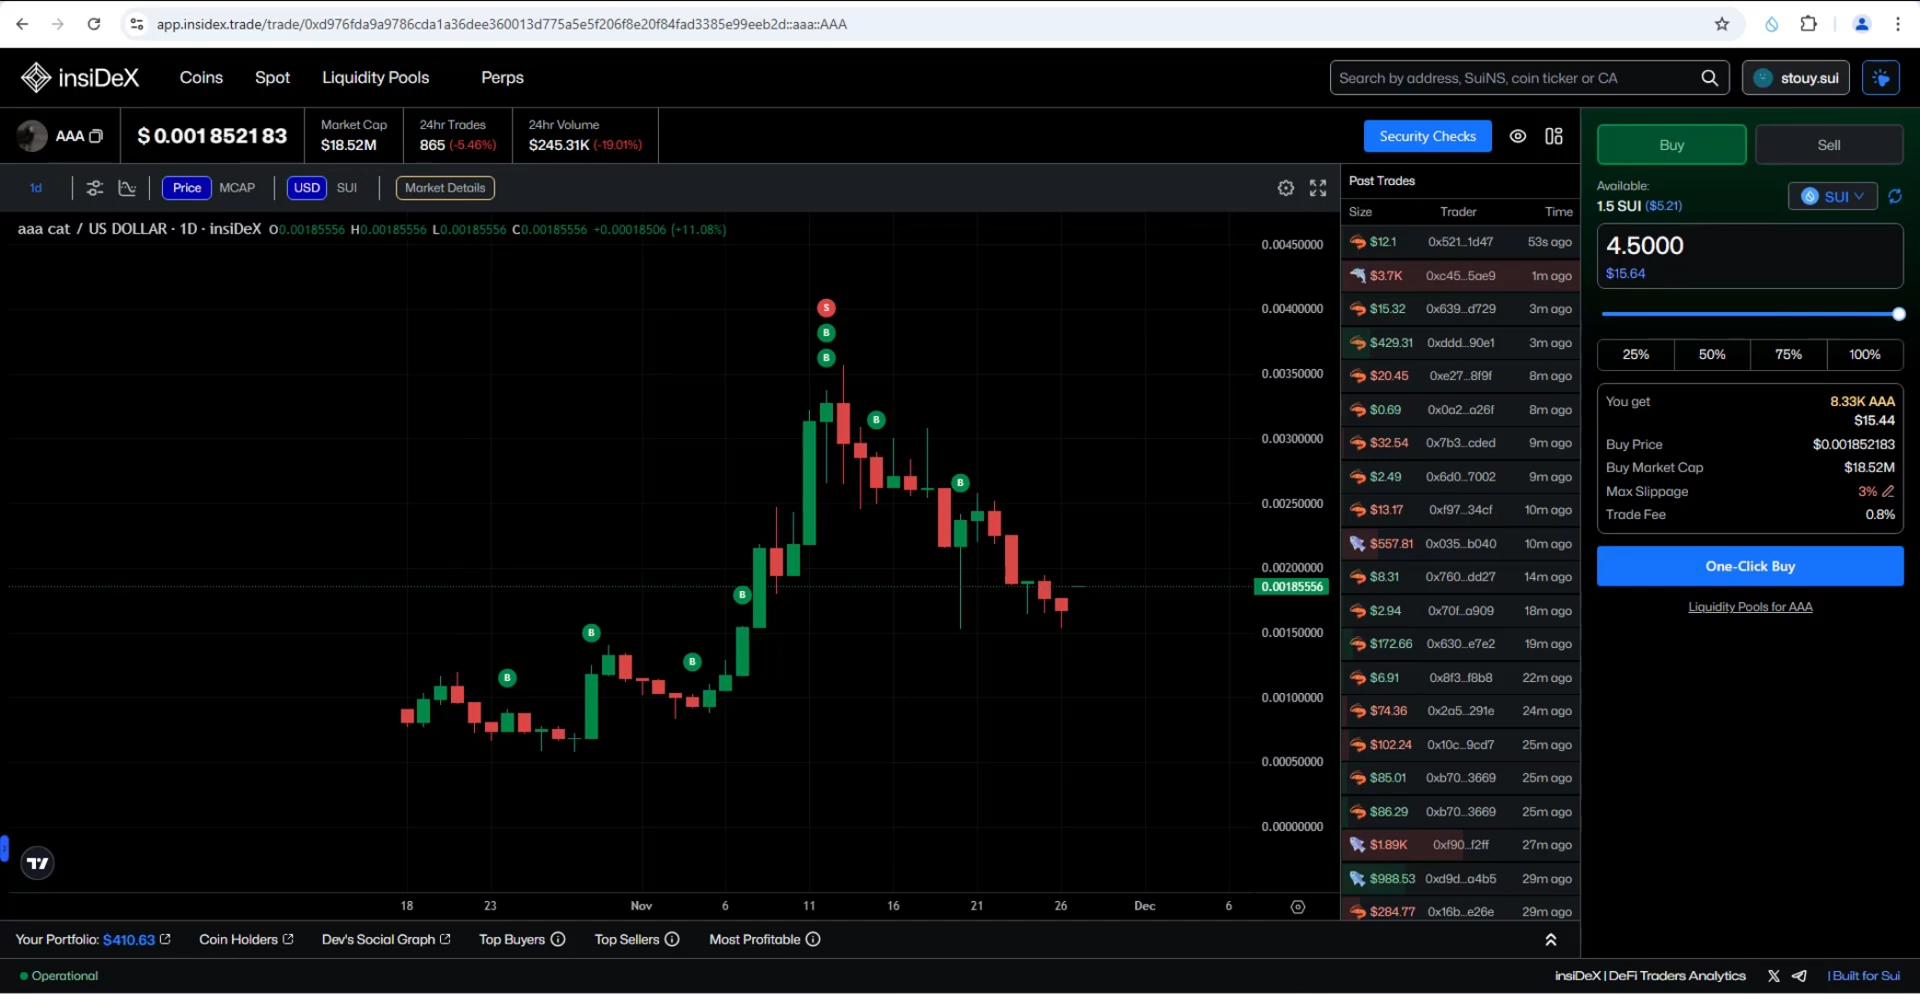 app.insidex.trade/trade/0xd976fda9a9786cda1a36dee360013d775a5e5f206f8e20f84fad3385e99eeb2d::aaa::AAA
insiDeX Coins Spot Liquidity Pools Perps Search by address, SuiNS, coin ticker or CA stouy.sui
AAA $0.001852183
Market Cap
$18.52M
24hr Trades
865 (-5.46%)
24hr Volume
$245.31K (-19.01%)
Security Checks
1d Price MCAP USD SUI Market Details
aaa cat / US DOLLAR · 1D · insiDeX O0.00185556 H0.00185556 L0.00185556 C0.00185556 +0.00018506 (+11.08%)
S
B
B
B
B
B
B
B
B
0.00450000
0.00400000
0.00350000
0.00300000
0.00250000
0.00200000
0.00185556
0.00150000
0.00100000
0.00050000
0.00000000
18 23 Nov 6 11 16 21 26 Dec 6
Past Trades
Size Trader Time
$12.1 0x521...1d47 53s ago
$3.7K 0xc45...5ae9 1m ago
$15.32 0x639...d729 3m ago
$429.31 0xddd...90e1 3m ago
$20.45 0xe27...8f9f 8m ago
$0.69 0x0a2...a26f 8m ago
$32.54 0x7b3...cded 9m ago
$2.49 0x6d0...7002 9m ago
$13.17 0xf97...34cf 10m ago
$557.81 0x035...b040 10m ago
$8.31 0x760...dd27 14m ago
$2.94 0x70f...a909 18m ago
$172.66 0x630...e7e2 19m ago
$6.91 0x8f3...f8b8 22m ago
$74.36 0x2a5...291e 24m ago
$102.24 0x10c...9cd7 25m ago
$85.01 0xb70...3669 25m ago
$86.29 0xb70...3669 25m ago
$1.89K 0xf90...f2ff 27m ago
$988.53 0xd9d...a4b5 29m ago
$284.77 0x16b...e26e 29m ago
Buy Sell
Available:
1.5 SUI ($5.21) SUI
4.5000
$15.64
25% 50% 75% 100%
You get 8.33K AAA
$15.44
Buy Price $0.001852183
Buy Market Cap $18.52M
Max Slippage 3%
Trade Fee 0.8%
One-Click Buy
Liquidity Pools for AAA
Your Portfolio: $410.63 Coin Holders Dev's Social Graph Top Buyers Top Sellers Most Profitable
Operational insiDeX | DeFi Traders Analytics | Built for Sui